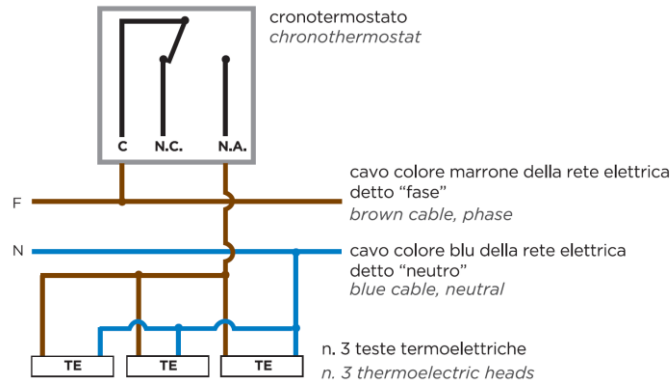 cronotermostato
chronothermostat
C N.C. N.A.
cavo colore marrone della rete elettrica
detto “fase”
brown cable, phase
F
N
cavo colore blu della rete elettrica
detto “neutro”
blue cable, neutral
n. 3 teste termoelettriche
n. 3 thermoelectric heads
TE TE TE